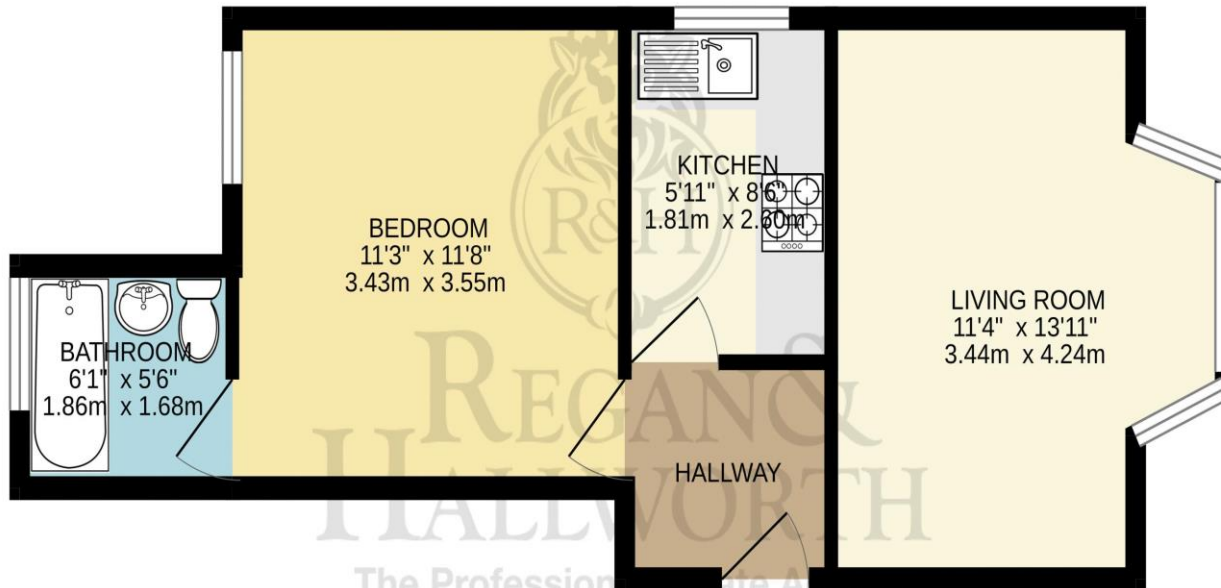 BEDROOM
11'3" x 11'8"
3.43m x 3.55m
KITCHEN
5'11" x 8'6"
1.81m x 2.60m
LIVING ROOM
11'4" x 13'11"
3.44m x 4.24m
BATHROOM
6'1" x 5'6"
1.86m x 1.68m
HALLWAY
R&H
REGAN &
HALLWORTH
The